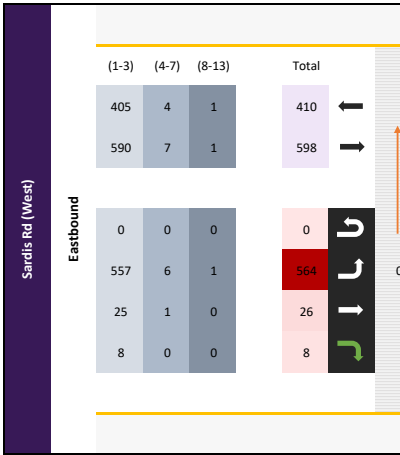 Sardis Rd (West)
Eastbound
(1-3) (4-7) (8-13) Total
405 4 1 410
590 7 1 598
0 0 0 0
557 6 1 564
25 1 0 26
8 0 0 8